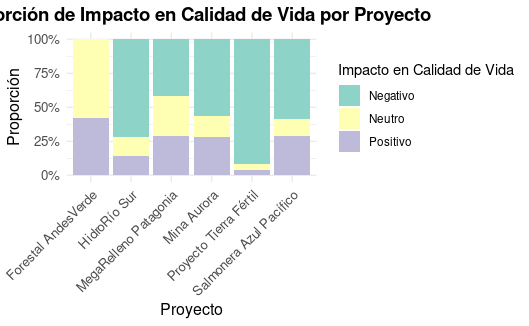 orción de Impacto en Calidad de Vida por Proyecto
100%
75%
50%
25%
0%
Proporción
Forestal AndesVerde
HidroRío Sur
MegaRelleno Patagonia
Mina Aurora
Proyecto Tierra Fértil
Salmonera Azul Pacífico
Proyecto
Impacto en Calidad de Vida
Negativo
Neutro
Positivo